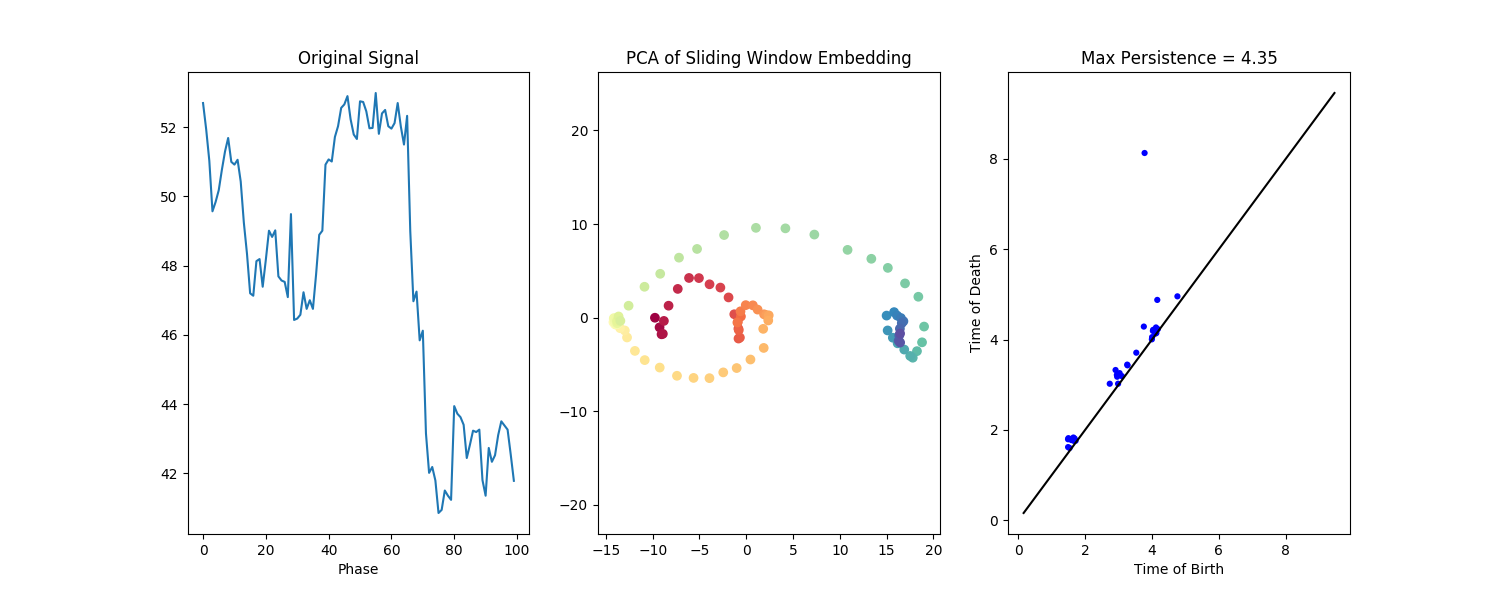 Original Signal
52
50
48
46
44
42
0 20 40 60 80 100
Phase
PCA of Sliding Window Embedding
20
10
0
−10
−20
−15 −10 −5 0 5 10 15 20
Max Persistence = 4.35
Time of Death
8
6
4
2
0
0 2 4 6 8
Time of Birth